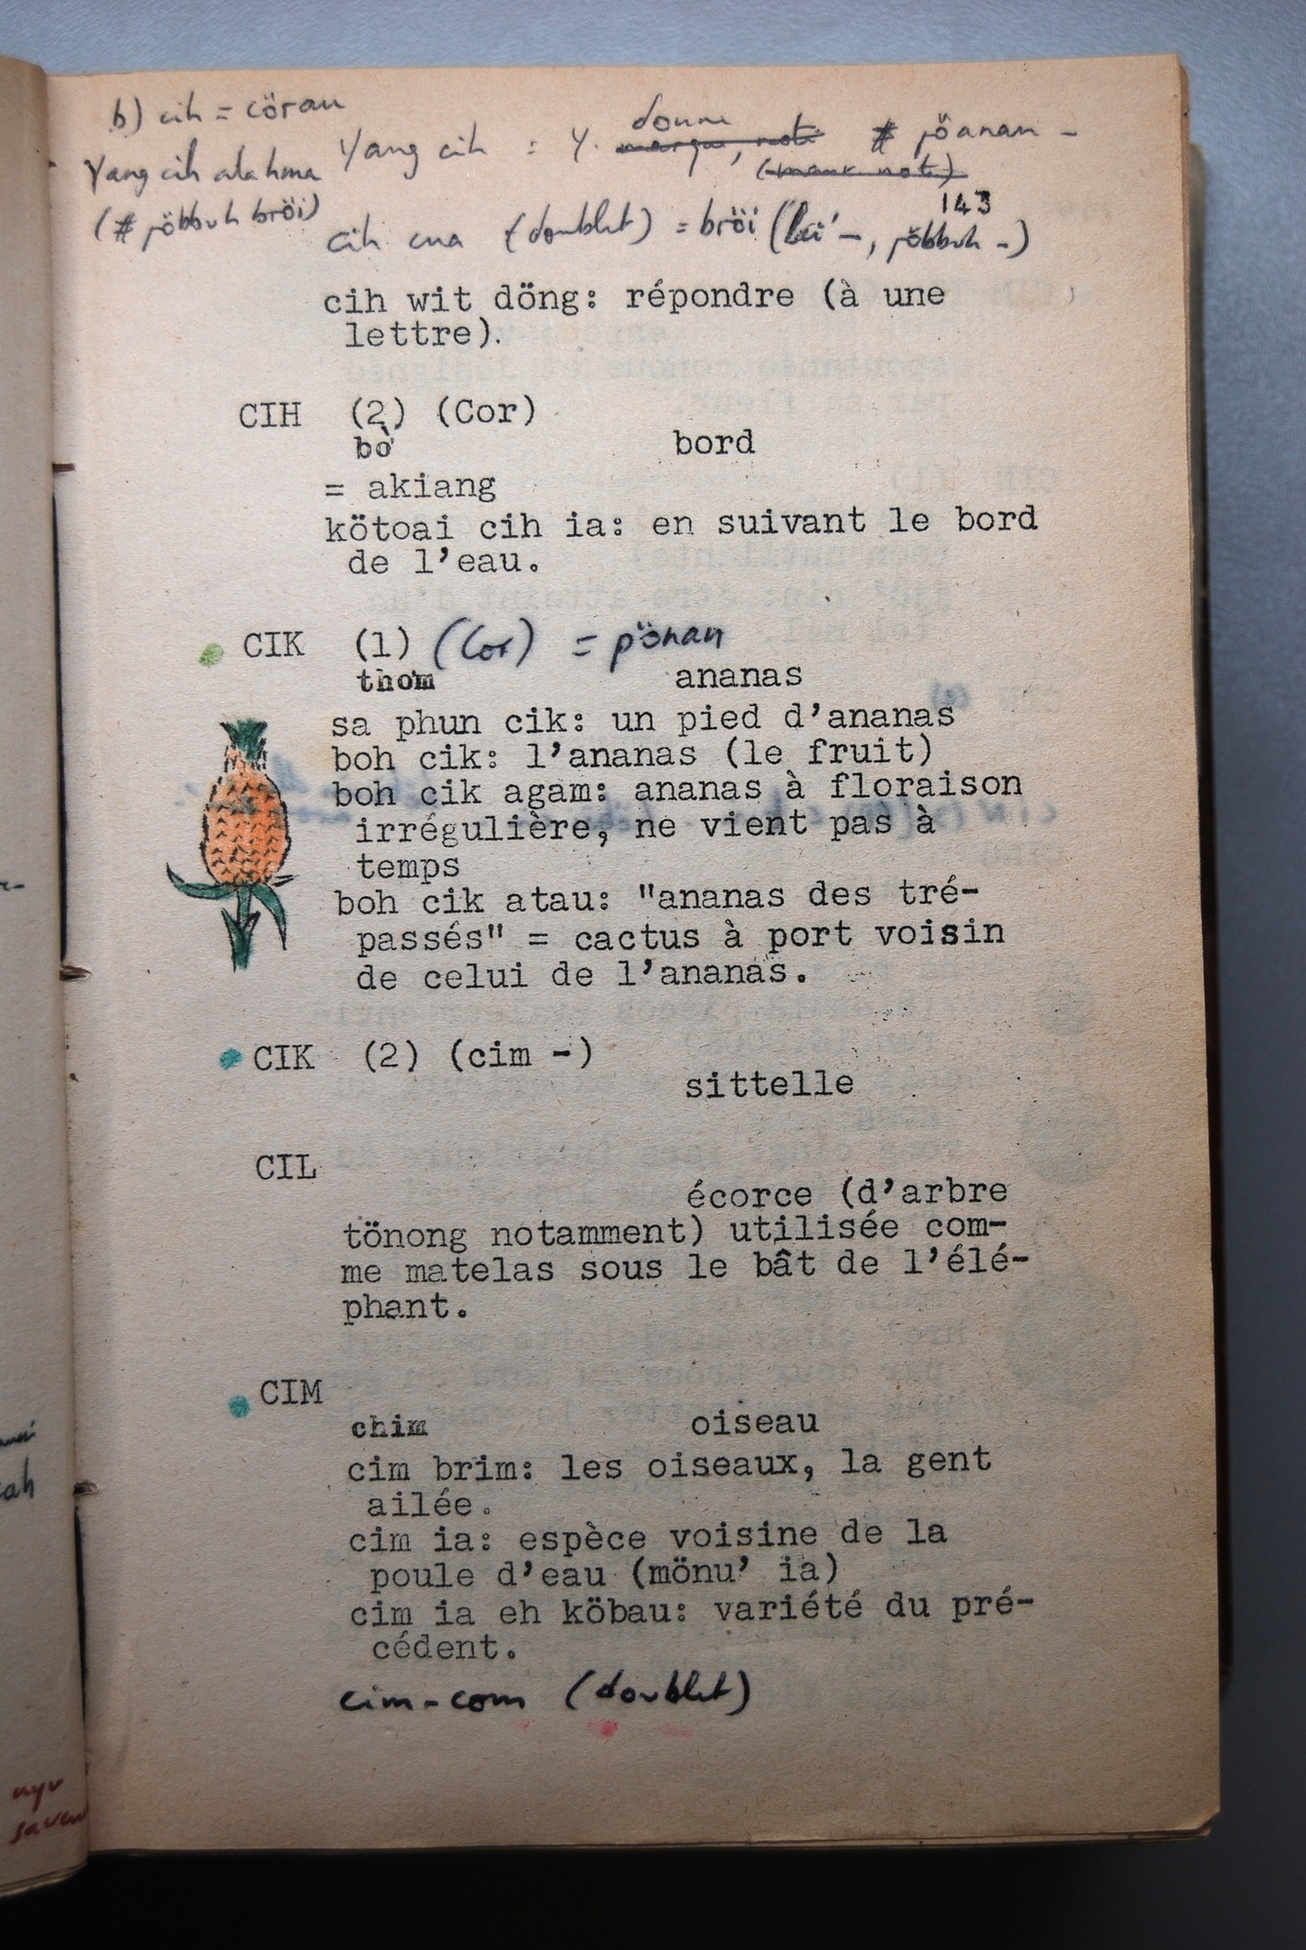 b) cih = cöran
Yang cih alahma
(# pöbbuh bröi)
Yang cih : Y. donne # pöanan -
143
cih cua (doublet) = bröi ( -, pöbbuh -)
cih wit döng: répondre (à une
lettre).
CIH (2) (Cor)
bờ bord
= akiang
kötoai cih ia: en suivant le bord
de l'eau.
CIK (1) (Cor) = pönan
thơm ananas
sa phun cik: un pied d'ananas
boh cik: l'ananas (le fruit)
boh cik agam: ananas à floraison
irrégulière, ne vient pas à
temps
boh cik atau: "ananas des tré-
passés" = cactus à port voisin
de celui de l'ananas.
CIK (2) (cim -)
sittelle
CIL
écorce (d'arbre
tönong notamment) utilisée com-
me matelas sous le bât de l'élé-
phant.
CIM
chim oiseau
cim brim: les oiseaux, la gent
ailée.
cim ia: espèce voisine de la
poule d'eau (mönu' ia)
cim ia eh köbau: variété du pré-
cédent.
cim-com (doublet)